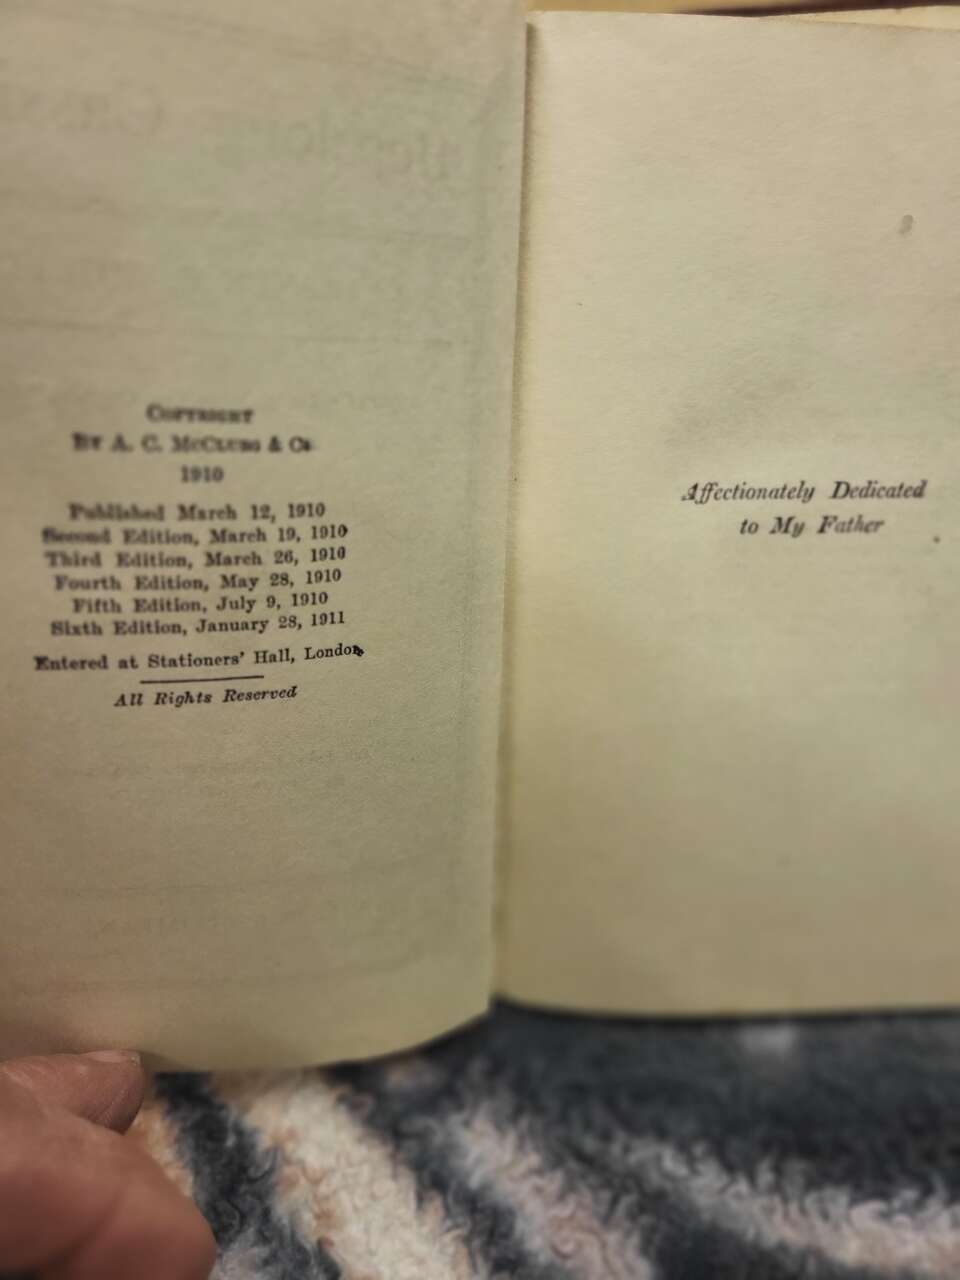 COPYRIGHT
BY A. C. MCCLURG & CO.
1910
Published March 12, 1910
Second Edition, March 19, 1910
Third Edition, March 26, 1910
Fourth Edition, May 28, 1910
Fifth Edition, July 9, 1910
Sixth Edition, January 28, 1911
Entered at Stationers' Hall, London
All Rights Reserved
Affectionately Dedicated
to My Father